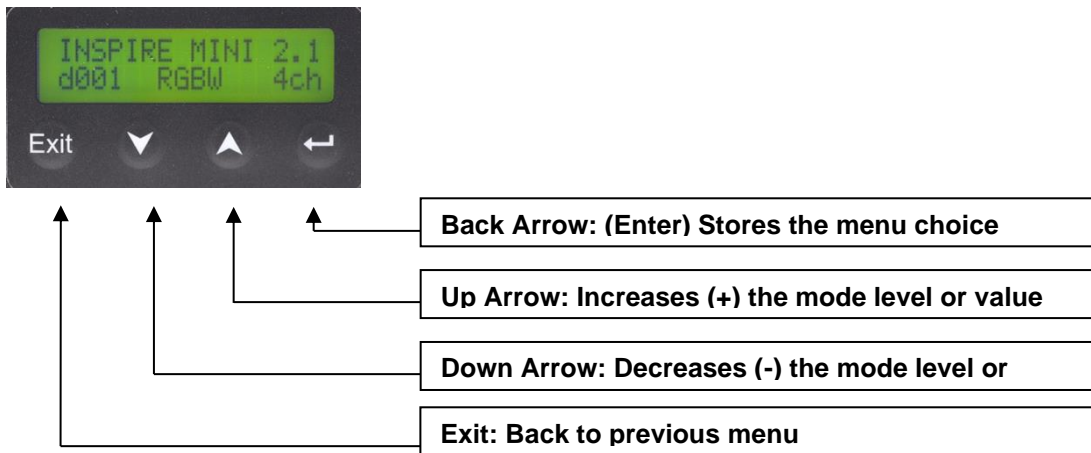 INSPIRE MINI 2.1
d001 RGBW 4ch
Exit
Back Arrow: (Enter) Stores the menu choice
Up Arrow: Increases (+) the mode level or value
Down Arrow: Decreases (-) the mode level or
Exit: Back to previous menu